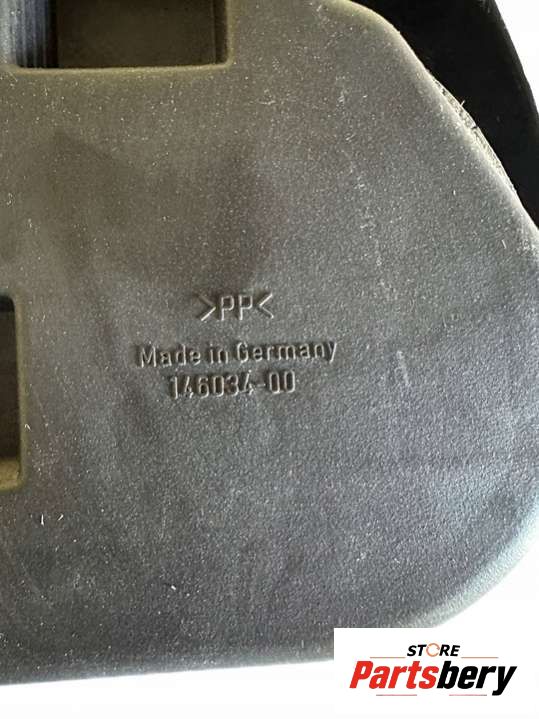 >PP<
Made in Germany
146034-00
STORE
Partsbery